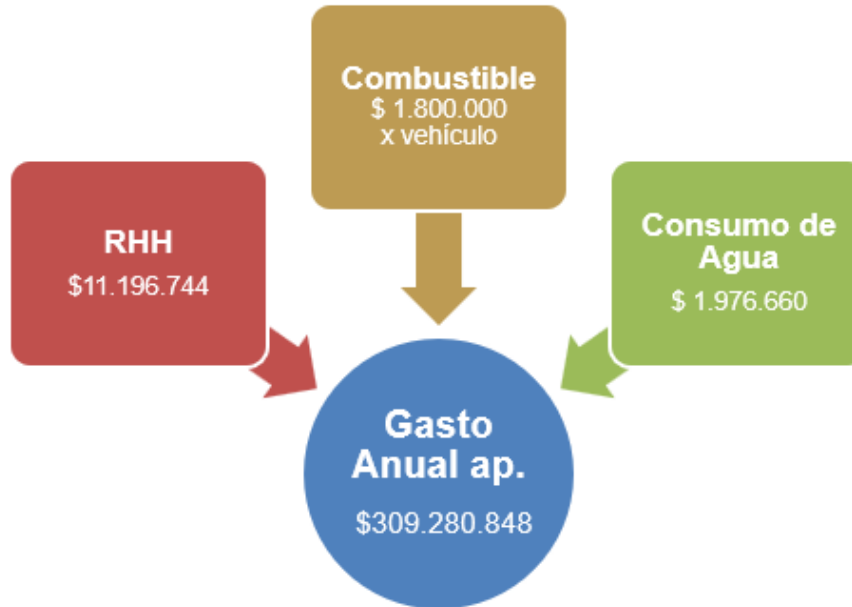 Combustible
$ 1.800.000
x vehículo
RHH
$11.196.744
Consumo de
Agua
$ 1.976.660
Gasto
Anual ap.
$309.280.848